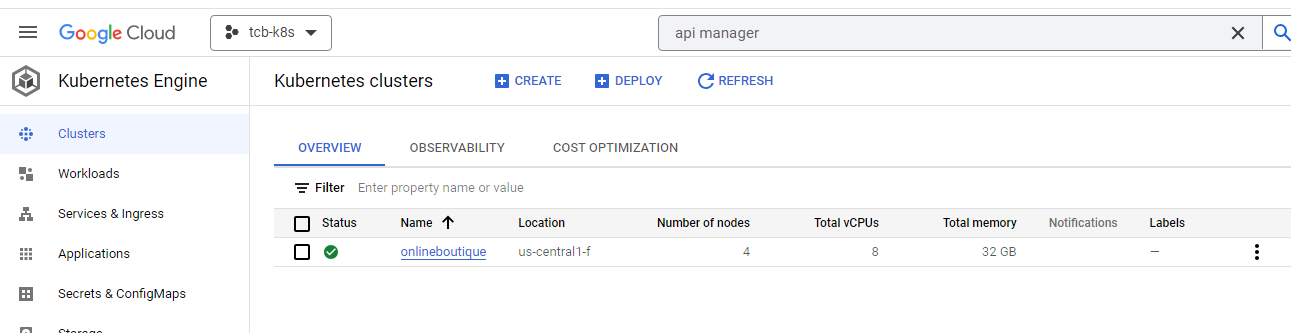 Google Cloud
tcb-k8s
api manager
Kubernetes Engine
Kubernetes clusters
CREATE
DEPLOY
REFRESH
Clusters
Workloads
Services & Ingress
Applications
Secrets & ConfigMaps
Storage
OVERVIEW
OBSERVABILITY
COST OPTIMIZATION
Filter Enter property name or value
Status Name Location Number of nodes Total vCPUs Total memory Notifications Labels
onlineboutique us-central1-f 4 8 32 GB —